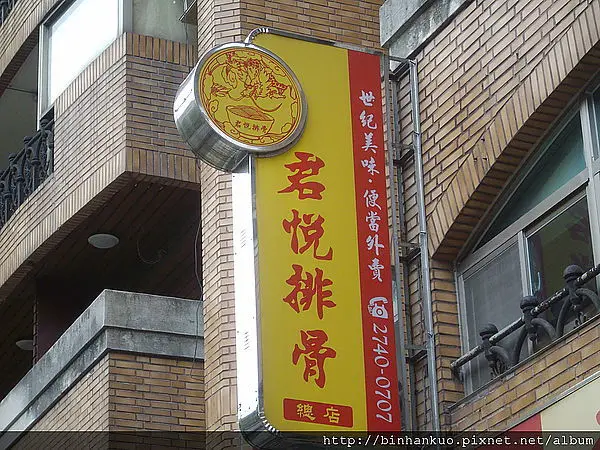 君悅排骨
君悅排骨
總店
世紀美味·便當外賣 ☎2740-0707
http://binhankuo.pixnet.net/album